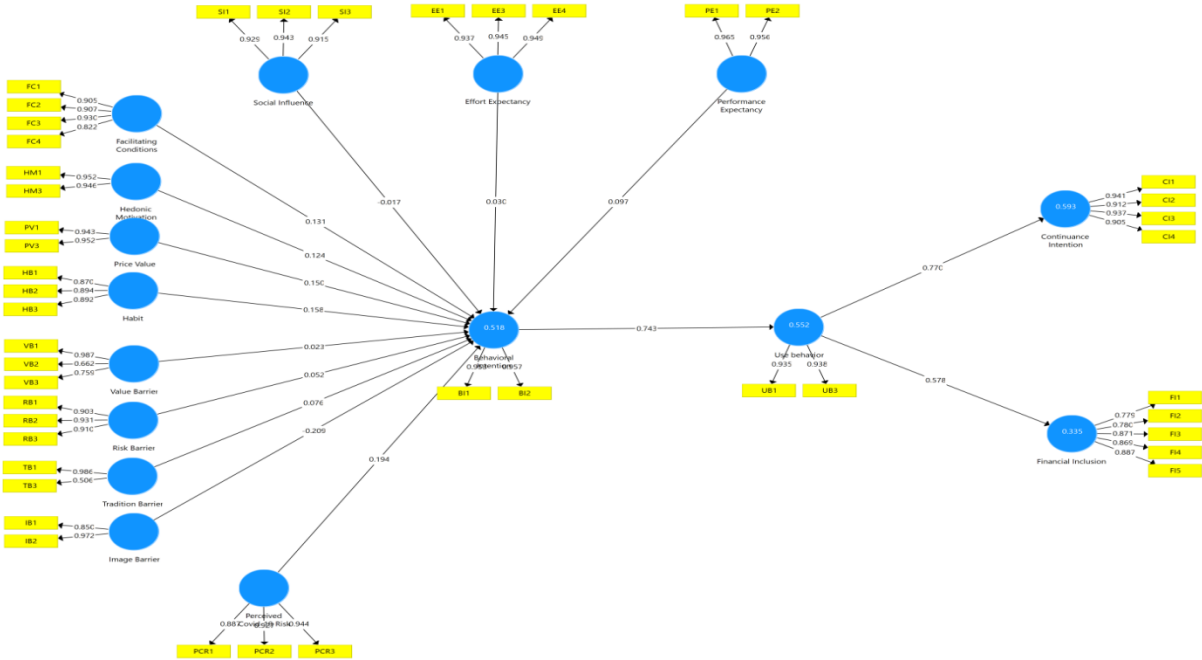 SI1 SI2 SI3 EE1 EE3 EE4 PE1 PE2
0.929 0.943 0.915 0.937 0.945 0.949 0.965 0.956
Social Influence
Effort Expectancy
Performance
Expectancy
FC1
FC2
FC3
FC4
0.905
0.907
0.930
0.822
Facilitating
Conditions
HM1
HM3
0.952
0.946
Hedonic
Motivation
PV1
PV3
0.943
0.952
Price Value
HB1
HB2
HB3
0.870
0.894
0.892
Habit
VB1
VB2
VB3
0.987
0.662
0.759
Value Barrier
RB1
RB2
RB3
0.903
0.931
0.910
Risk Barrier
TB1
TB3
0.986
0.506
Tradition Barrier
IB1
IB2
0.850
0.972
Image Barrier
Perceived
Covid-19 Risk
0.887 0.944
PCR1 PCR2 PCR3
-0.017
0.030
0.097
0.131
0.124
0.150
0.158
0.023
0.052
0.076
-0.209
0.194
0.518
Behavioral
Intention
0.957
BI1 BI2
0.743
0.552
Use behavior
0.935 0.938
UB1 UB3
0.770
0.578
0.593
Continuance
Intention
0.941
0.912
0.937
0.905
CI1
CI2
CI3
CI4
0.335
Financial Inclusion
0.779
0.780
0.871
0.869
0.887
FI1
FI2
FI3
FI4
FI5